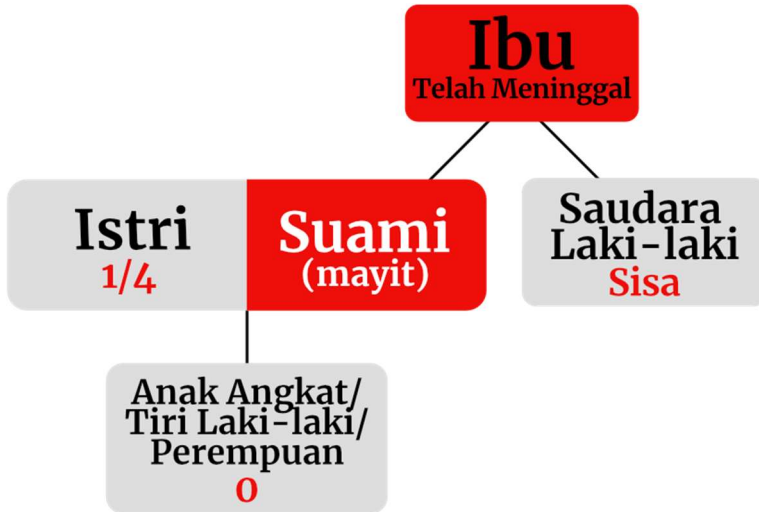 Ibu
Telah Meninggal
Istri
1/4
Suami
(mayit)
Saudara
Laki-laki
Sisa
Anak Angkat/
Tiri Laki-laki/
Perempuan
0